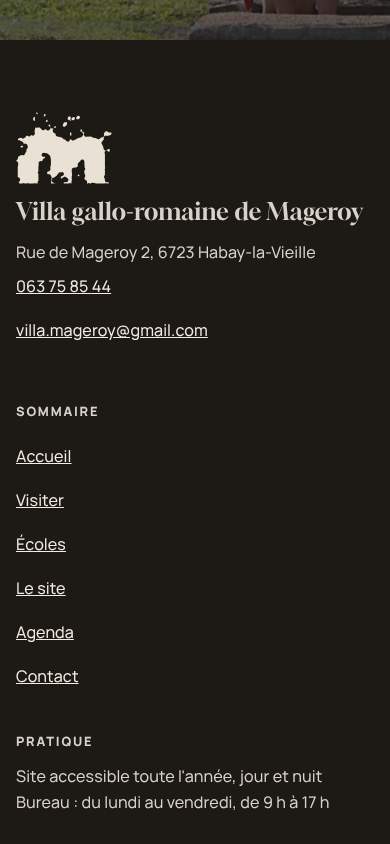 m
Villa gallo-romaine de Mageroy
Rue de Mageroy 2, 6723 Habay-la-Vieille
063 75 85 44
villa.mageroy@gmail.com
SOMMAIRE
Accueil
Visiter
Écoles
Le site
Agenda
Contact
PRATIQUE
Site accessible toute l'année, jour et nuit
Bureau : du lundi au vendredi, de 9 h à 17 h